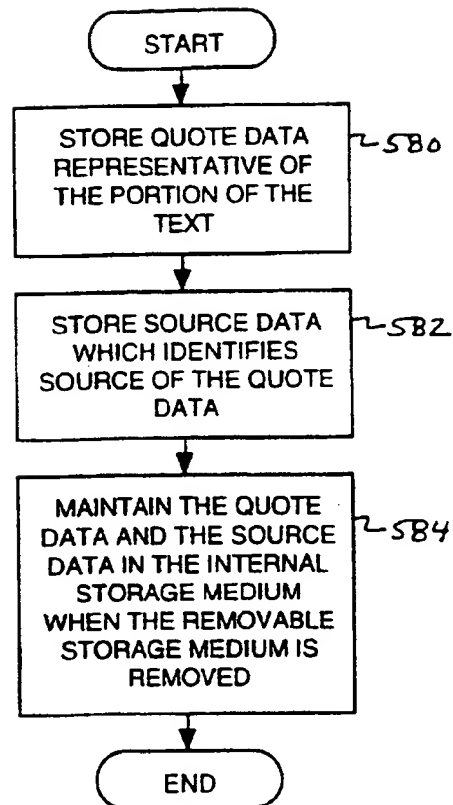 START
STORE QUOTE DATA
REPRESENTATIVE OF
THE PORTION OF THE
TEXT
580
STORE SOURCE DATA
WHICH IDENTIFIES
SOURCE OF THE QUOTE
DATA
582
MAINTAIN THE QUOTE
DATA AND THE SOURCE
DATA IN THE INTERNAL
STORAGE MEDIUM
WHEN THE REMOVABLE
STORAGE MEDIUM IS
REMOVED
584
END